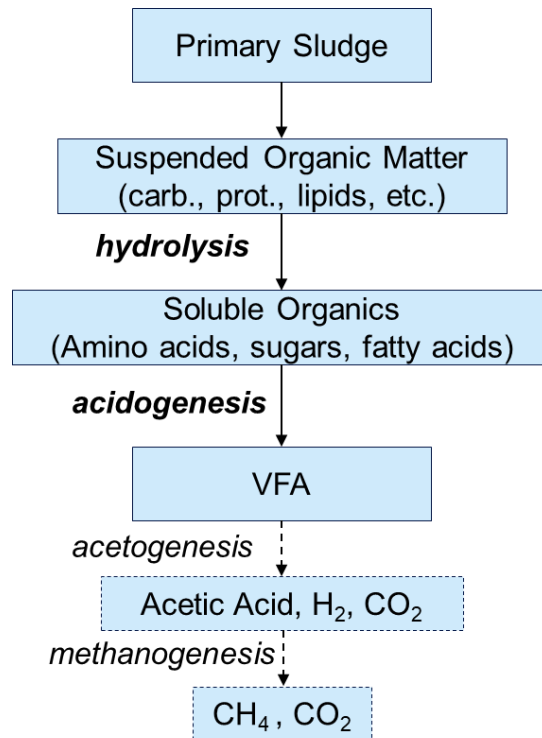 Primary Sludge
Suspended Organic Matter
(carb., prot., lipids, etc.)
hydrolysis
Soluble Organics
(Amino acids, sugars, fatty acids)
acidogenesis
VFA
acetogenesis
Acetic Acid, H₂, CO₂
methanogenesis
CH₄, CO₂